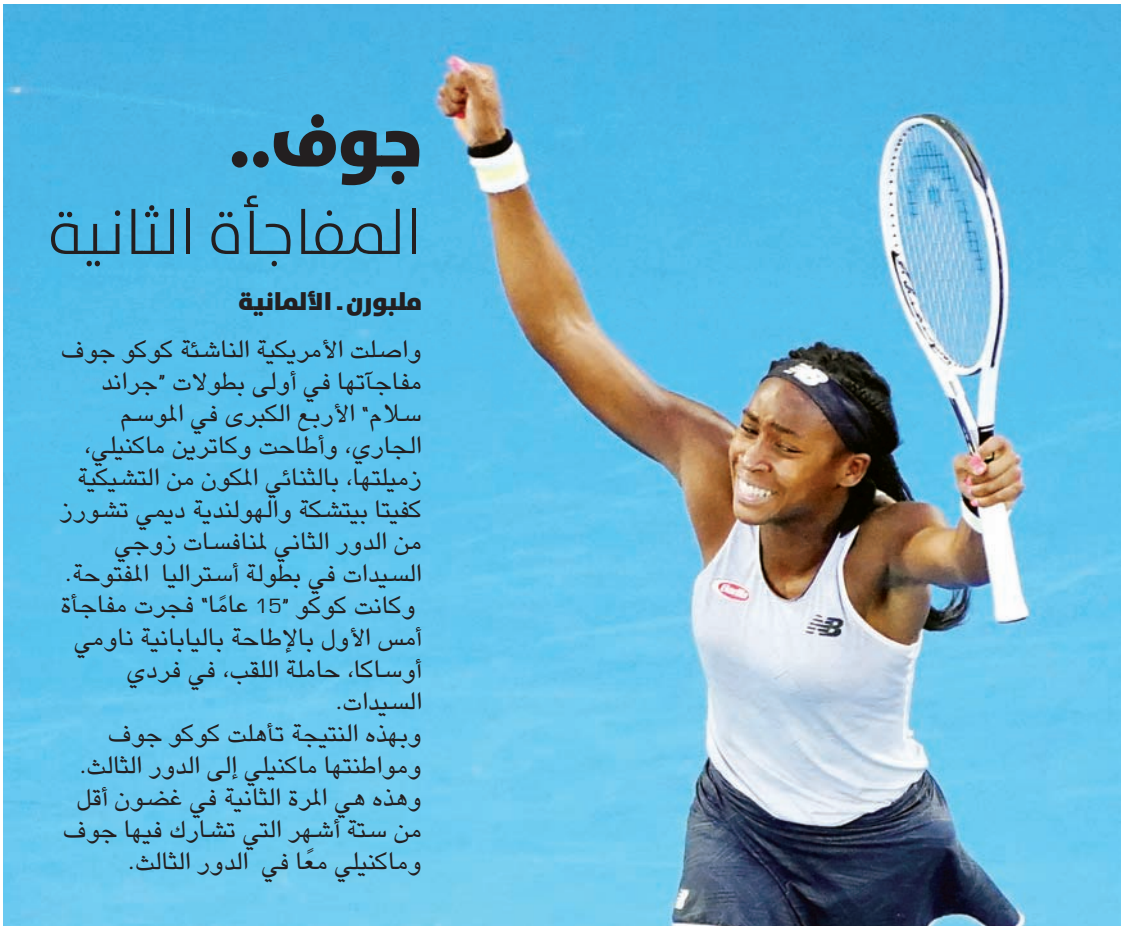 جوف..
المفاجأة الثانية
ملبورن ـ الألمانية
واصلت الأمريكية الناشئة كوكو جوف
مفاجآتها في أولى بطولات "جراند
سلام" الأربع الكبرى في الموسم
الجاري، وأطاحت وكاترين ماكنيلي،
زميلتها، بالثنائي المكون من التشيكية
كفيتا بيتشكة والهولندية ديمي تشورز
من الدور الثاني لمنافسات زوجي
السيدات في بطولة أستراليا المفتوحة.
وكانت كوكو "15 عامًا" فجرت مفاجأة
أمس الأول بالإطاحة باليابانية ناومي
أوساكا، حاملة اللقب، في فردي
السيدات.
وبهذه النتيجة تأهلت كوكو جوف
ومواطنتها ماكنيلي إلى الدور الثالث.
وهذه هي المرة الثانية في غضون أقل
من ستة أشهر التي تشارك فيها جوف
وماكنيلي معًا في الدور الثالث.
NB
NB